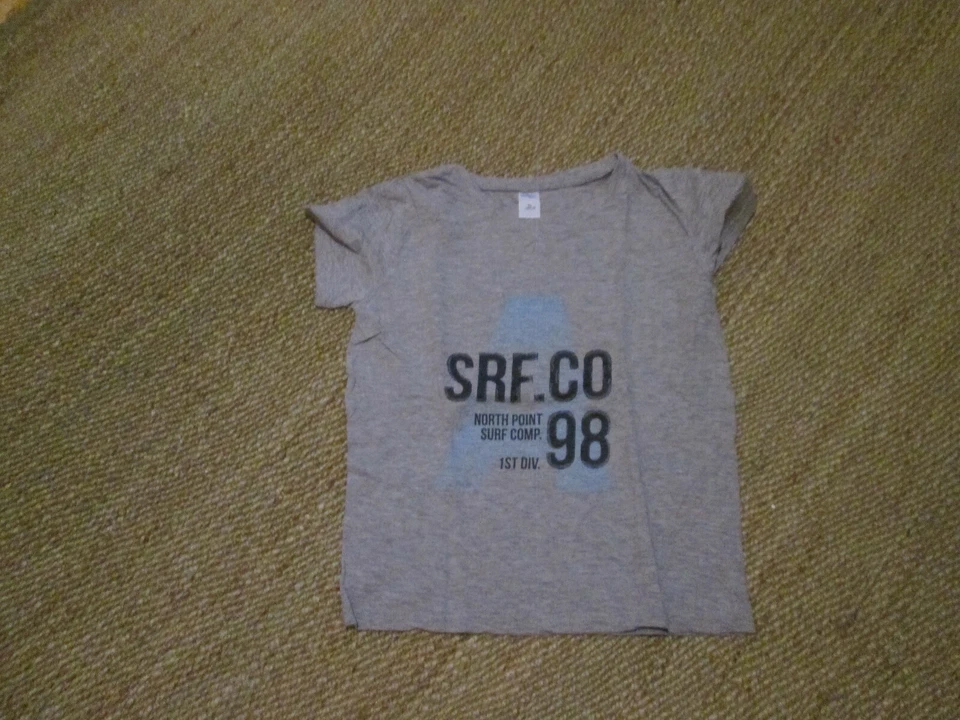 A
SRF.CO
NORTH POINT
SURF COMP.
98
1ST DIV.